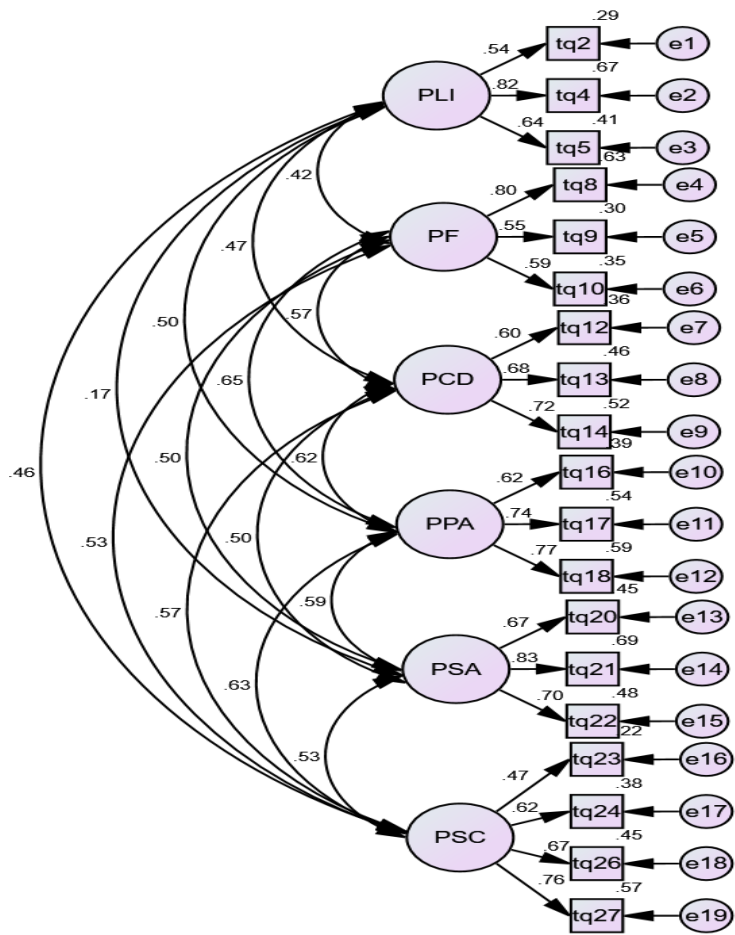 .29
.54 tq2 e1
.67
PLI .82 tq4 e2
.41
.64 tq5 e3
.63
.42
.80 tq8 e4
.30
PF .55 tq9 e5
.47
.35
.59 tq10 e6
.36
.50 .57
.60 tq12 e7
.46
.17 .65 PCD .68 tq13 e8
.52
.72 tq14 e9
.39
.46 .50 .62
.62 tq16 e10
.54
.53 .50 PPA .74 tq17 e11
.59
.77 tq18 e12
.45
.57 .59
.67 tq20 e13
.69
.63 PSA .83 tq21 e14
.48
.70 tq22 e15
.22
.53
.47 tq23 e16
.38
PSC .62 tq24 e17
.45
.67 tq26 e18
.57
.76 tq27 e19